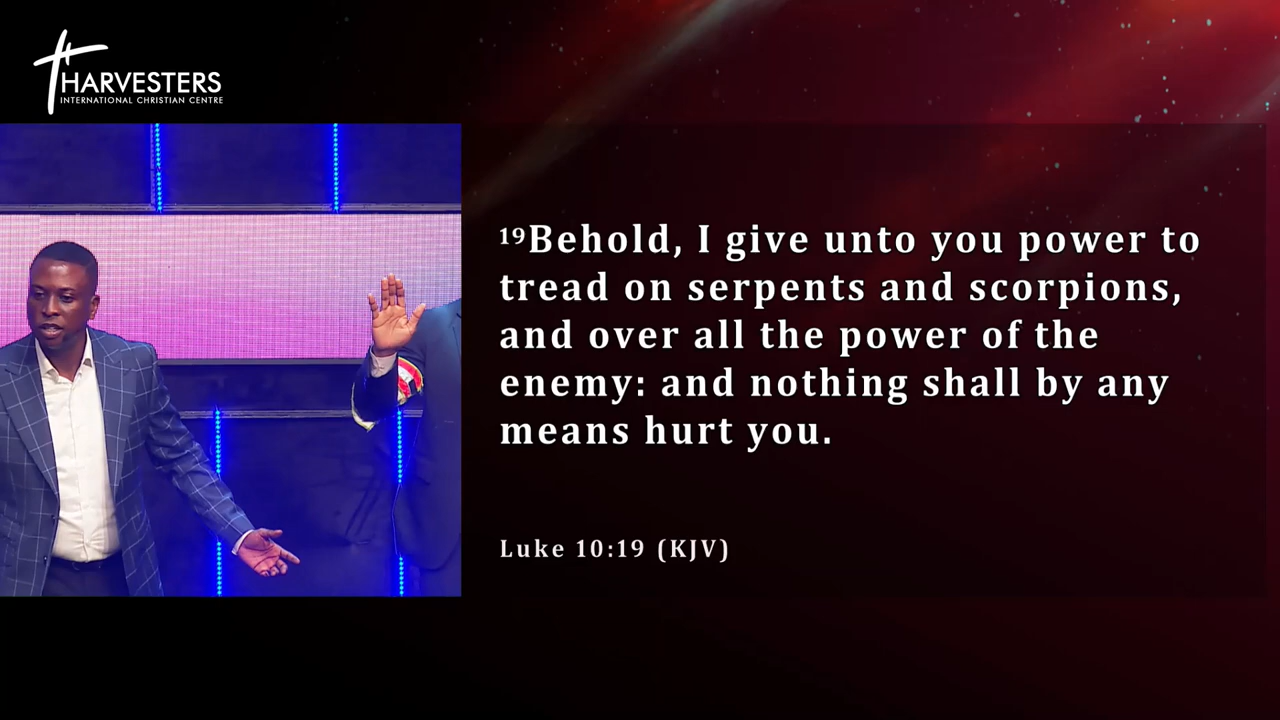 HARVESTERS
INTERNATIONAL CHRISTIAN CENTRE
19Behold, I give unto you power to
tread on serpents and scorpions,
and over all the power of the
enemy: and nothing shall by any
means hurt you.
Luke 10:19 (KJV)